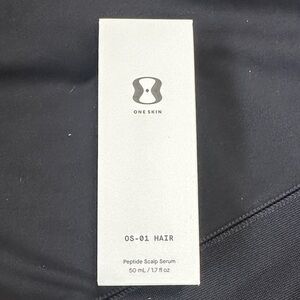 ONE SKIN
OS-01 HAIR
Peptide Scalp Serum
50 mL / 1.7 fl oz